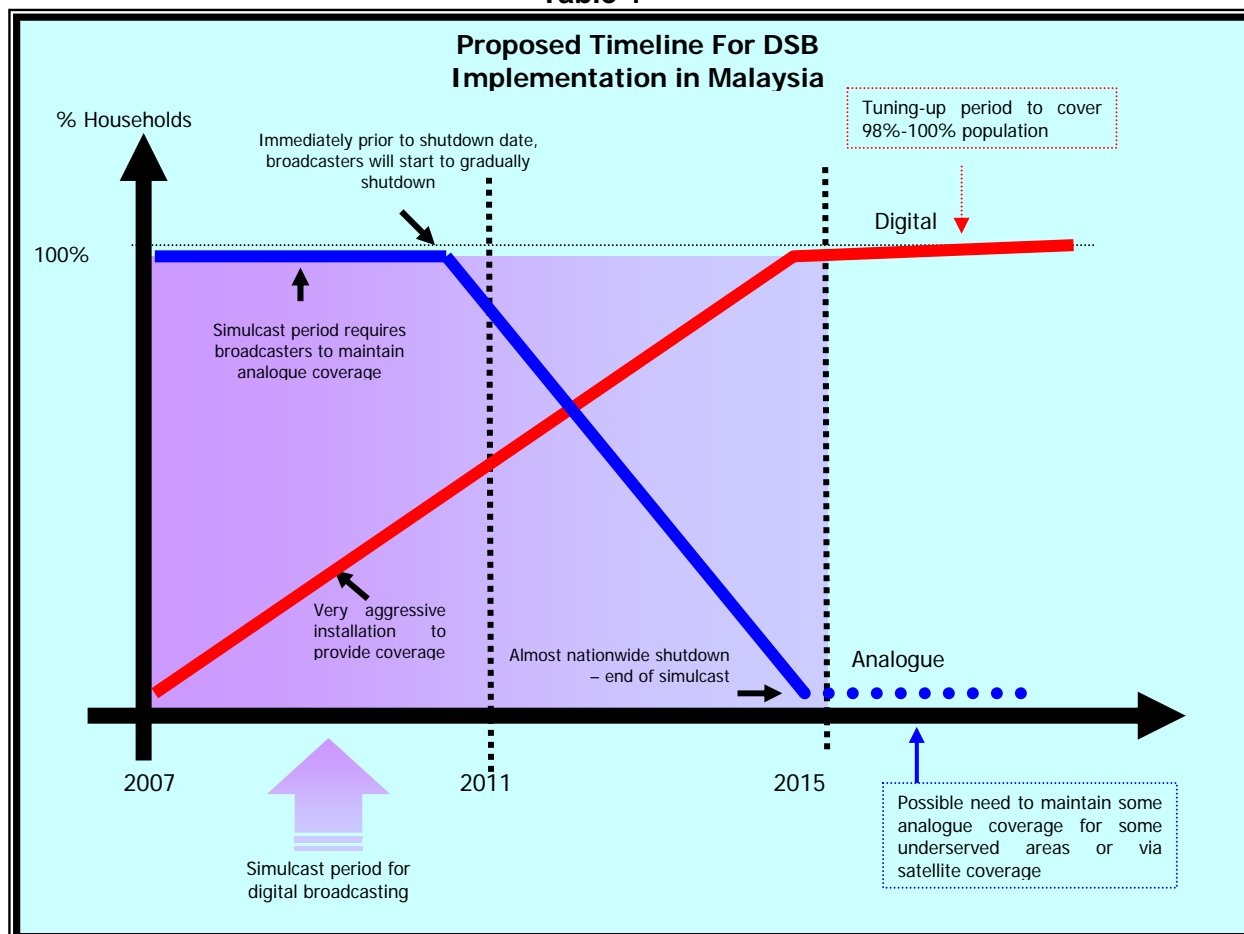 Proposed Timeline For DSB
Implementation in Malaysia
Tuning-up period to cover
98%-100% population
% Households
Immediately prior to shutdown date,
broadcasters will start to gradually
shutdown
Digital
100%
Simulcast period requires
broadcasters to maintain
analogue coverage
Very aggressive
installation to
provide coverage
Almost nationwide shutdown
– end of simulcast
Analogue
2007
2011
2015
Possible need to maintain some
analogue coverage for some
underserved areas or via
satellite coverage
Simulcast period for
digital broadcasting